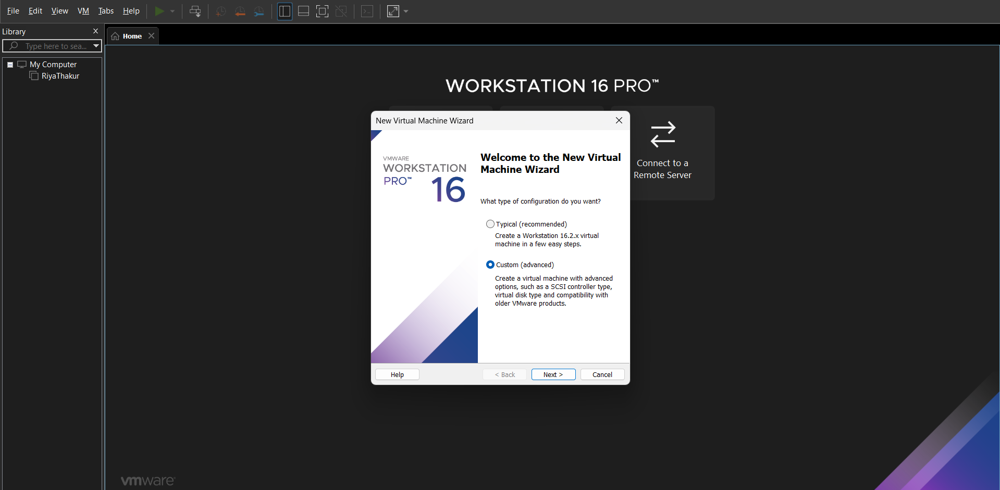 File Edit View VM Tabs Help
Library
Type here to sea...
My Computer
RiyaThakur
Home
WORKSTATION 16 PRO™
Connect to a
Remote Server
New Virtual Machine Wizard
VMWARE
WORKSTATION
PRO™ 16
Welcome to the New Virtual
Machine Wizard
What type of configuration do you want?
Typical (recommended)
Create a Workstation 16.2.x virtual
machine in a few easy steps.
Custom (advanced)
Create a virtual machine with advanced
options, such as a SCSI controller type,
virtual disk type and compatibility with
older VMware products.
Help < Back Next > Cancel
vmware